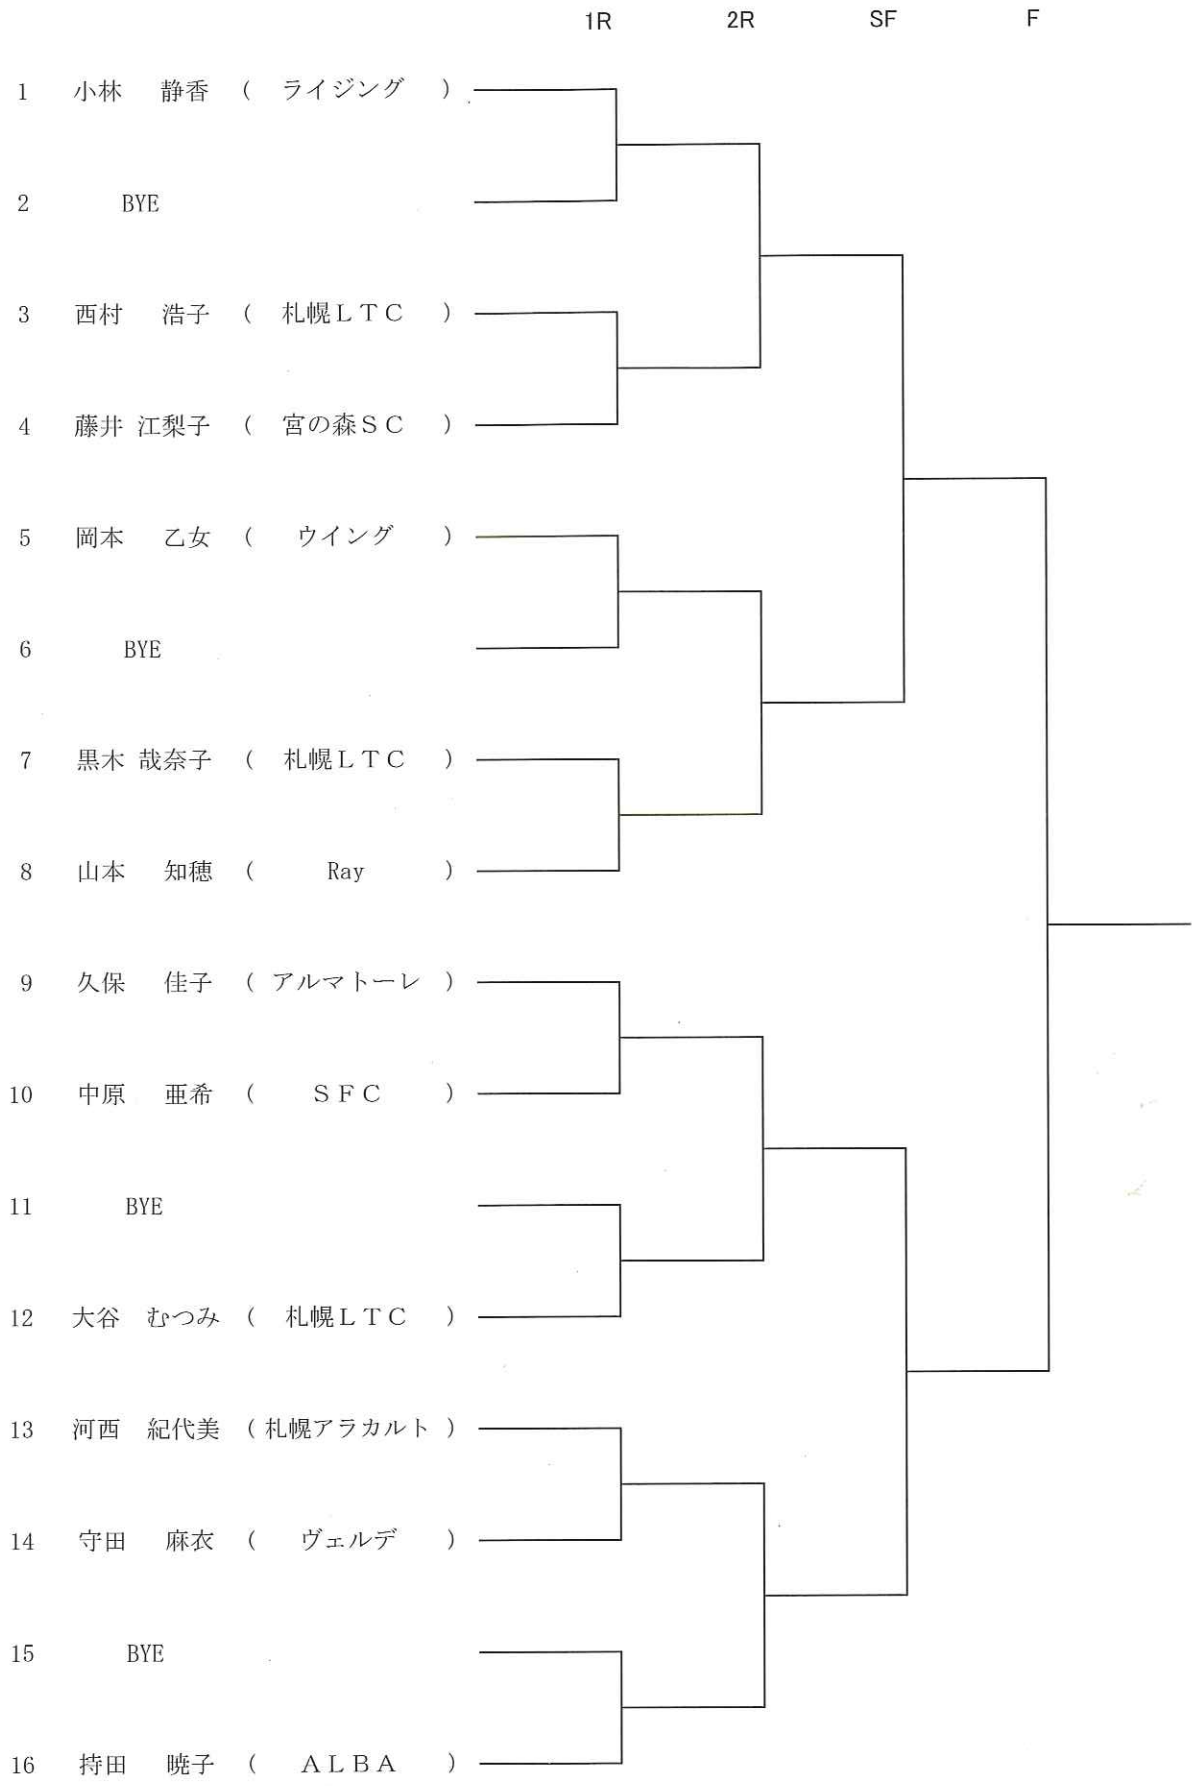 1R 2R SF F
1 小林 静香 ( ライジング )
2 BYE
3 西村 浩子 ( 札幌ＬＴＣ )
4 藤井 江梨子 ( 宮の森ＳＣ )
5 岡本 乙女 ( ウイング )
6 BYE
7 黒木 哉奈子 ( 札幌ＬＴＣ )
8 山本 知穂 ( Ray )
9 久保 佳子 ( アルマトーレ )
10 中原 亜希 ( ＳＦＣ )
11 BYE
12 大谷 むつみ ( 札幌ＬＴＣ )
13 河西 紀代美 ( 札幌アラカルト )
14 守田 麻衣 ( ヴェルデ )
15 BYE
16 持田 暁子 ( ＡＬＢＡ )